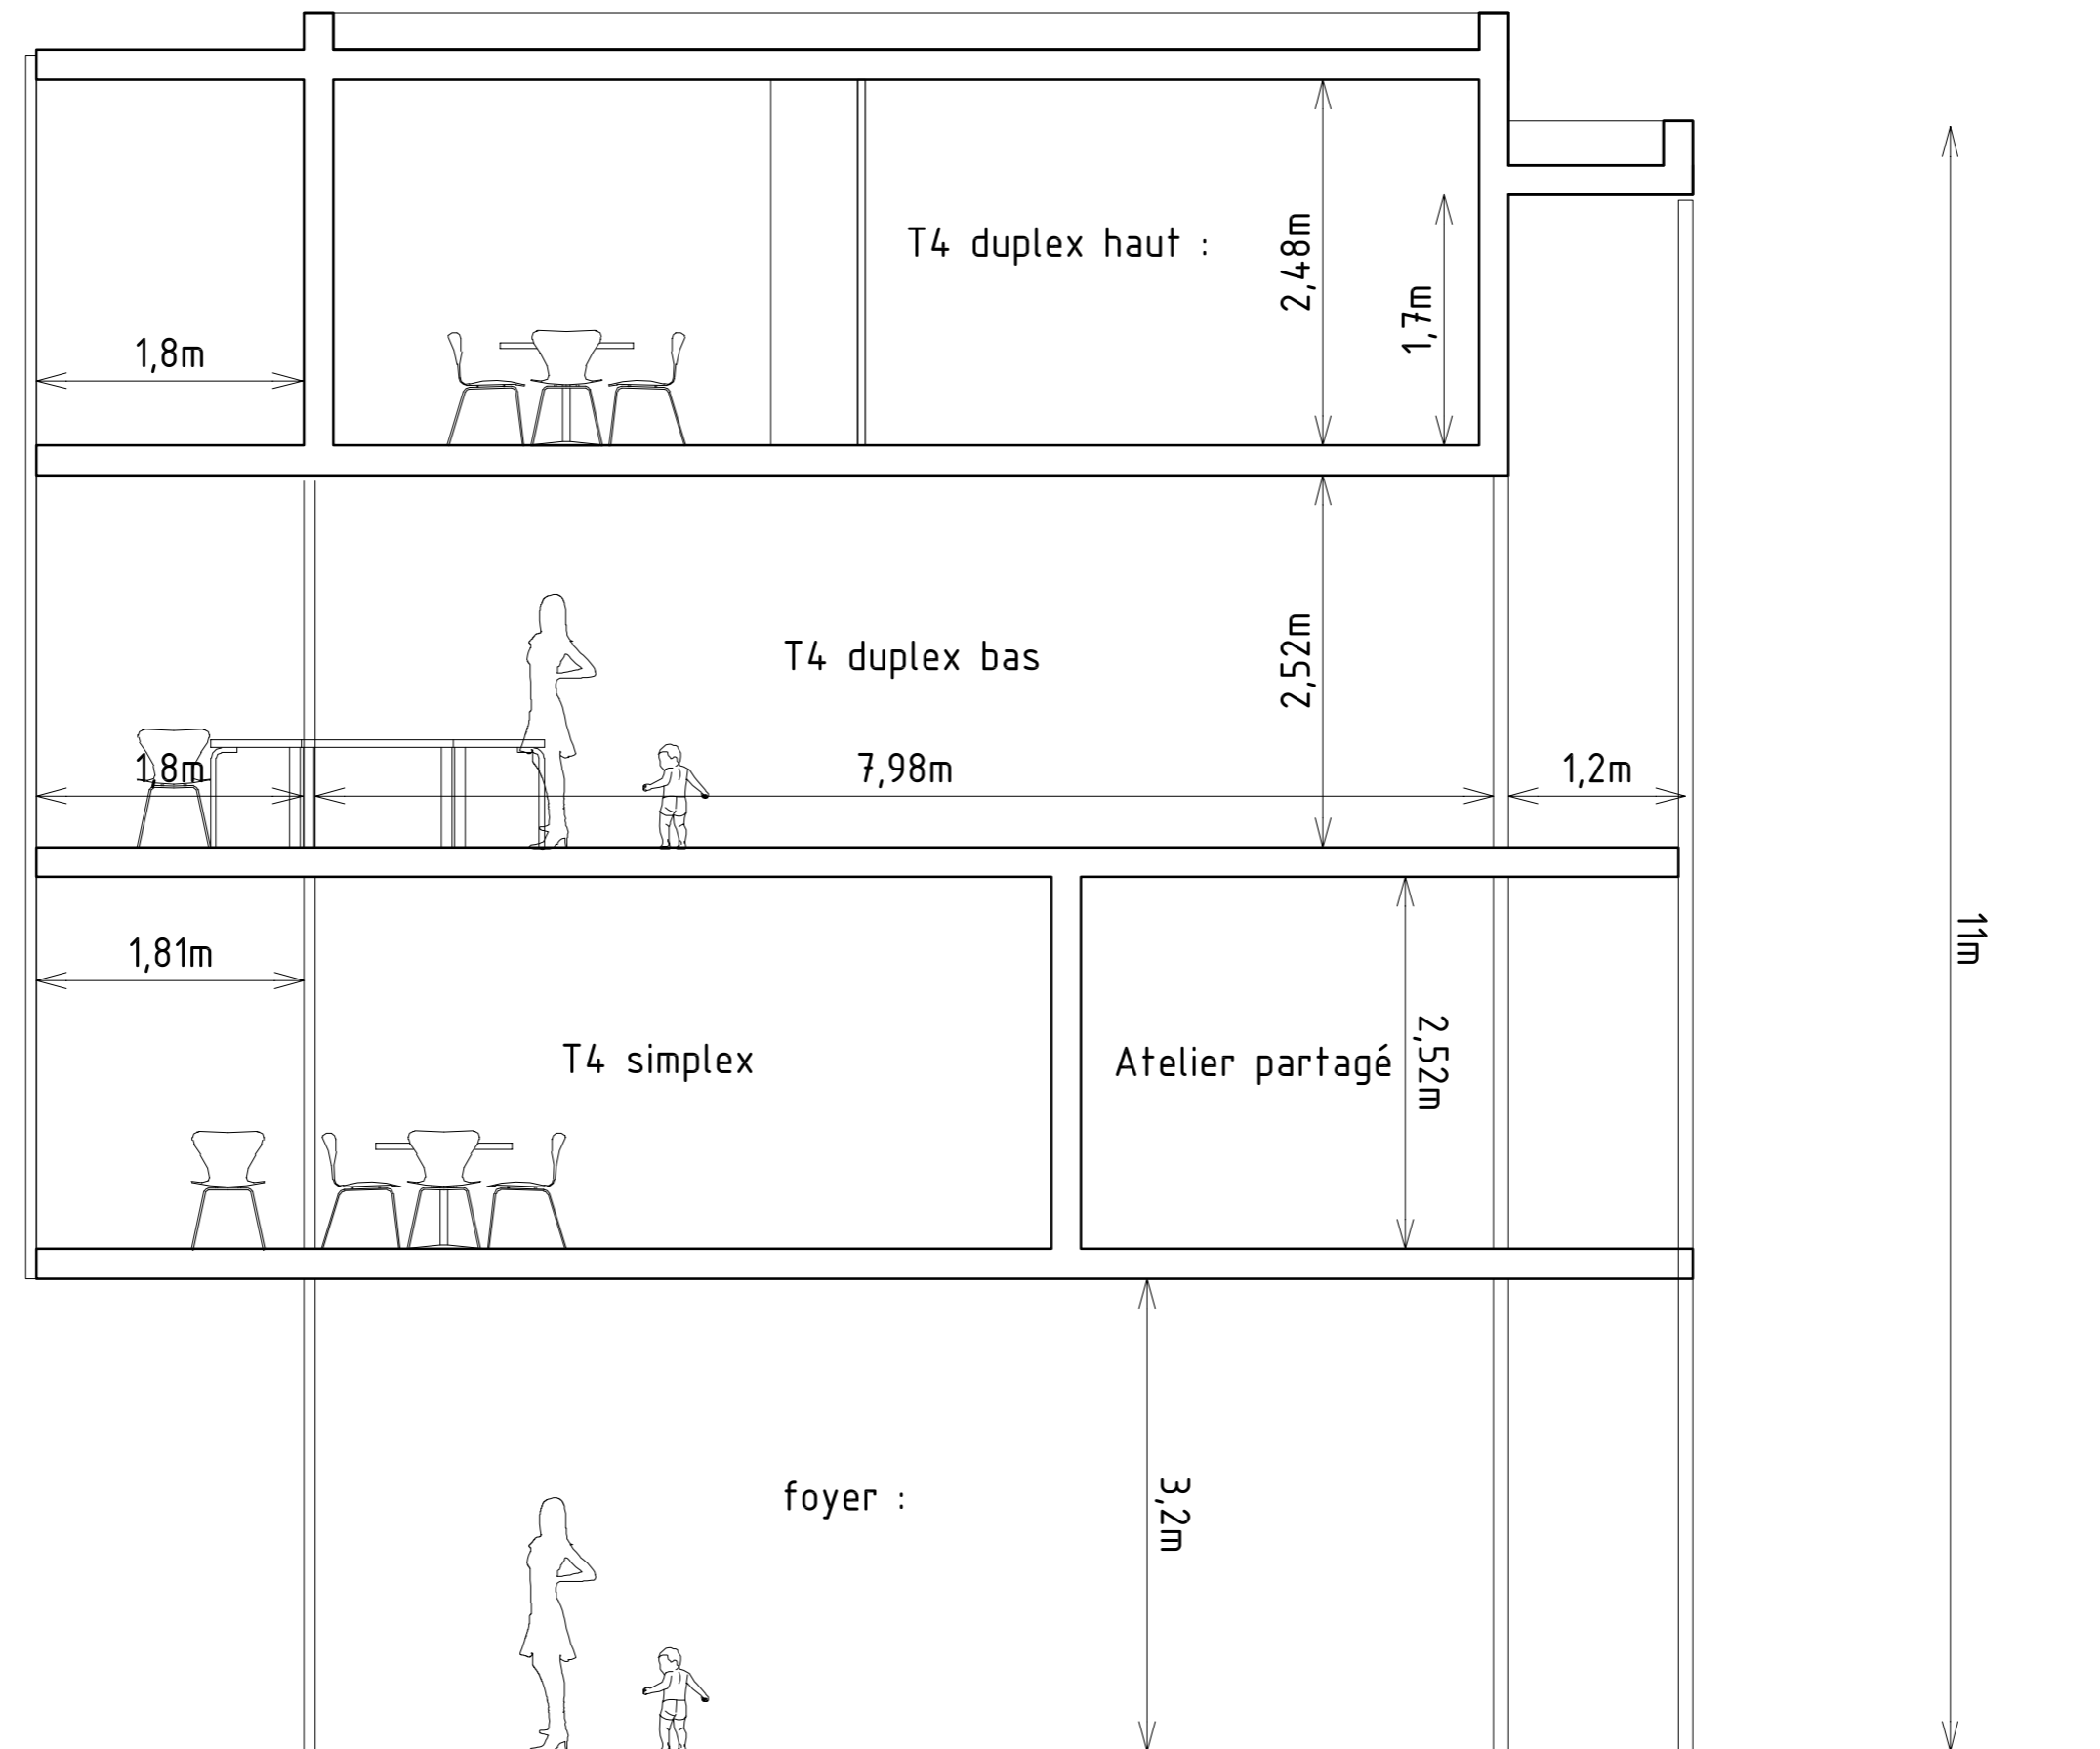 T4 duplex haut :
2,48m
1,7m
1,8m
T4 duplex bas
2,52m
1,8m
7,98m
1,2m
11m
1,81m
T4 simplex
Atelier partagé
2,52m
foyer :
3,2m